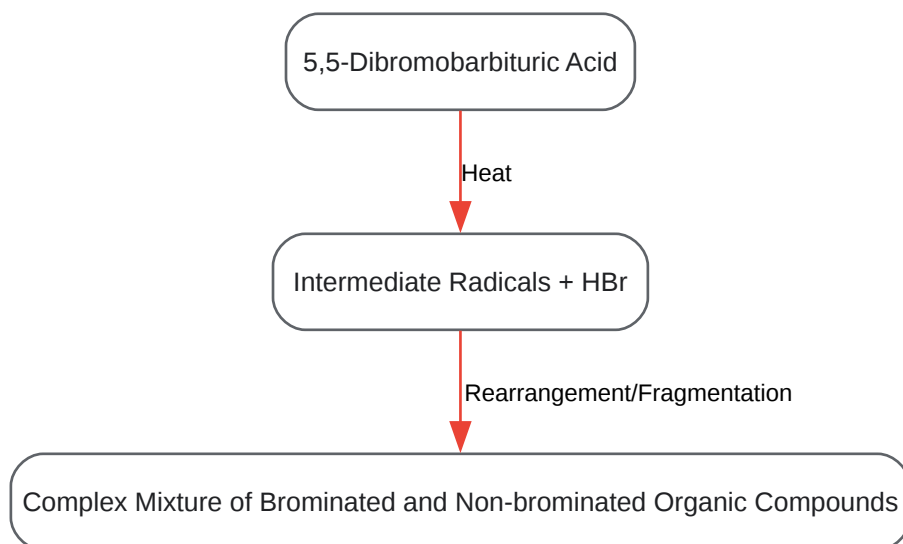 5,5-Dibromobarbituric Acid
Heat
Intermediate Radicals + HBr
Rearrangement/Fragmentation
Complex Mixture of Brominated and Non-brominated Organic Compounds